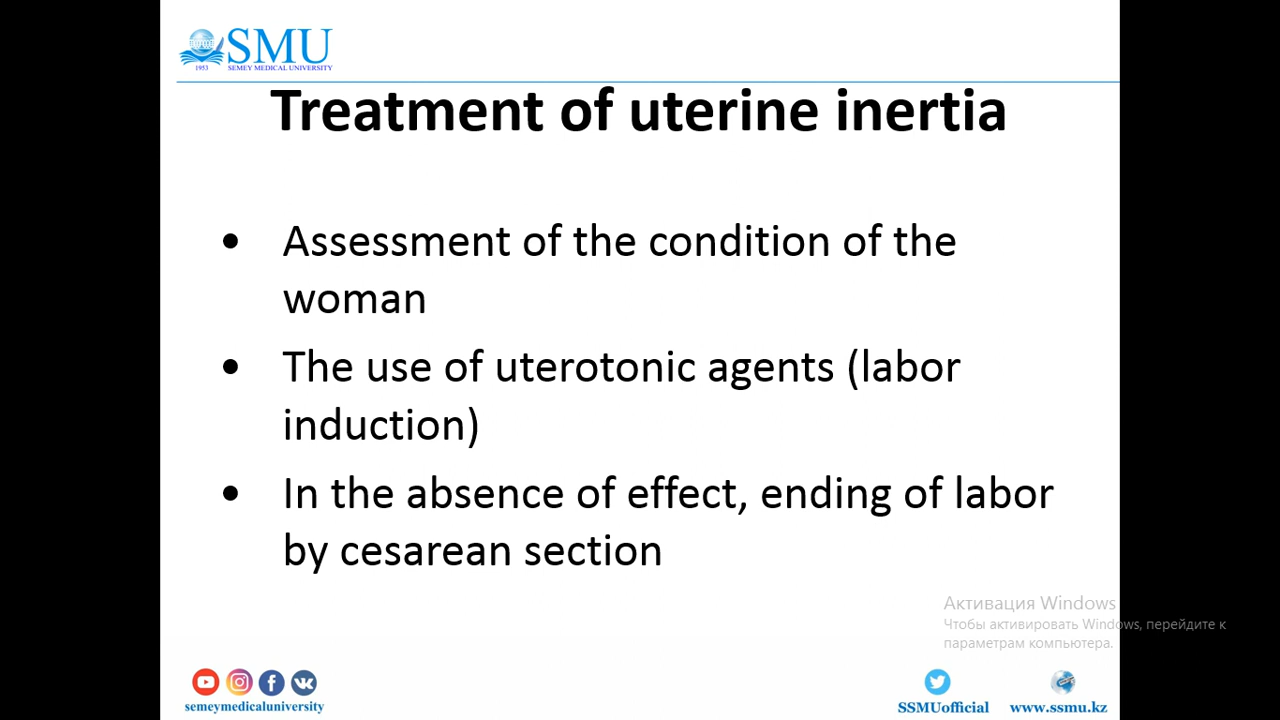 SMU
SEMEY MEDICAL UNIVERSITY
1953
Treatment of uterine inertia
• Assessment of the condition of the
woman
• The use of uterotonic agents (labor
induction)
• In the absence of effect, ending of labor
by cesarean section
Активация Windows
Чтобы активировать Windows, перейдите к
параметрам компьютера.
semeymedicaluniversity
SSMUofficial
www.ssmu.kz